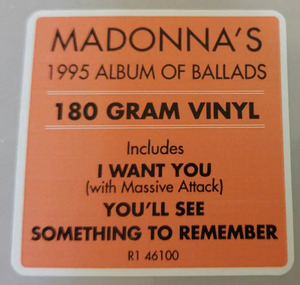 MADONNA'S
1995 ALBUM OF BALLADS
180 GRAM VINYL
Includes
I WANT YOU
(with Massive Attack)
YOU'LL SEE
SOMETHING TO REMEMBER
R1 46100